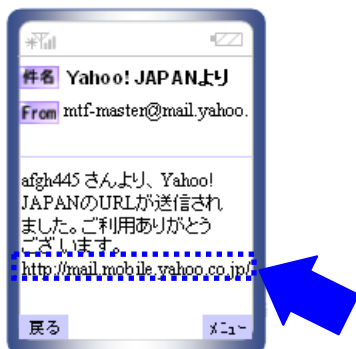 件名 Yahoo! JAPANより
From mtf-master@mail.yahoo.
afgh445 さんより、Yahoo!
JAPANのURLが送信され
ました。ご利用ありがとう
ございます。
http://mail.mobile.yahoo.co.jp/
戻る メニュー